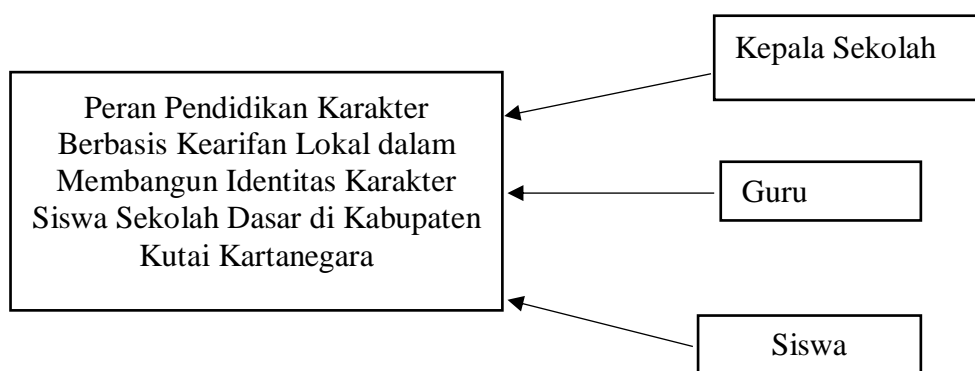 Peran Pendidikan Karakter
Berbasis Kearifan Lokal dalam
Membangun Identitas Karakter
Siswa Sekolah Dasar di Kabupaten
Kutai Kartanegara
Kepala Sekolah
Guru
Siswa